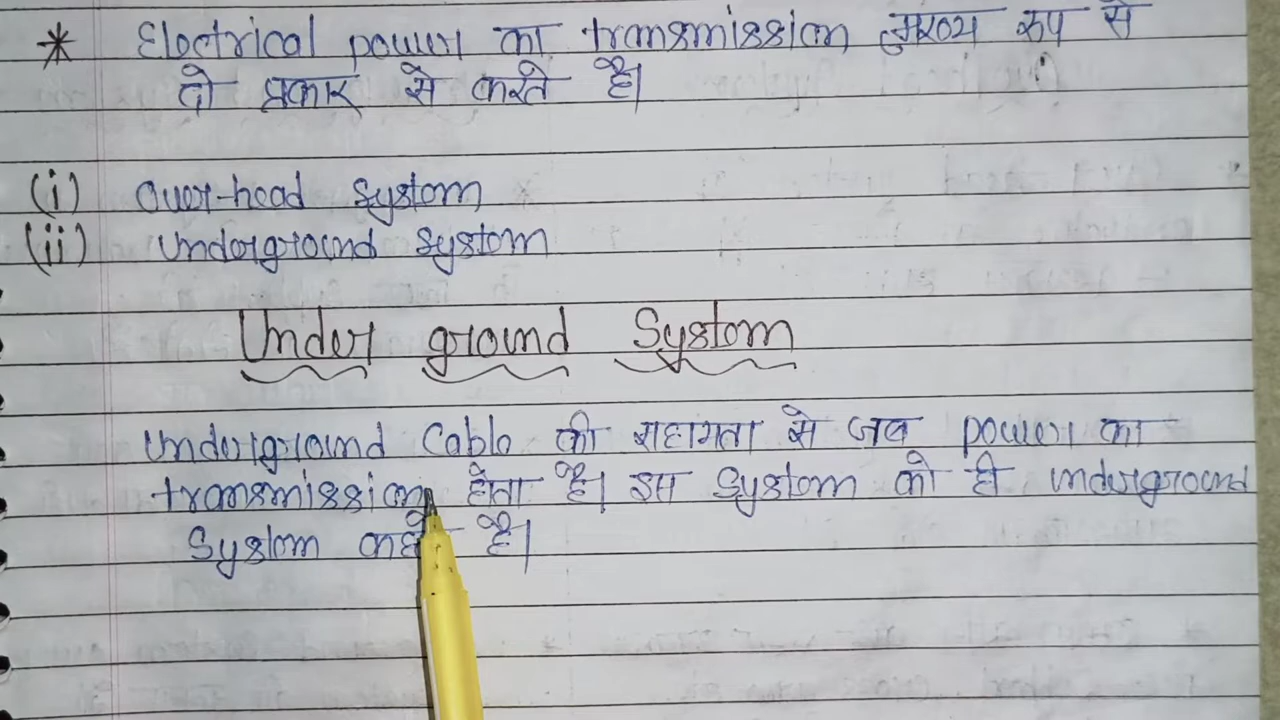 * Electrical power का transmission मुख्य रूप से
दो प्रकार से करते है।
(i) Over-head System
(ii) Underground System
Under ground System
Underground Cable की सहायता से जब power का
transmission होता है। इस System को ही underground
System कहते है।